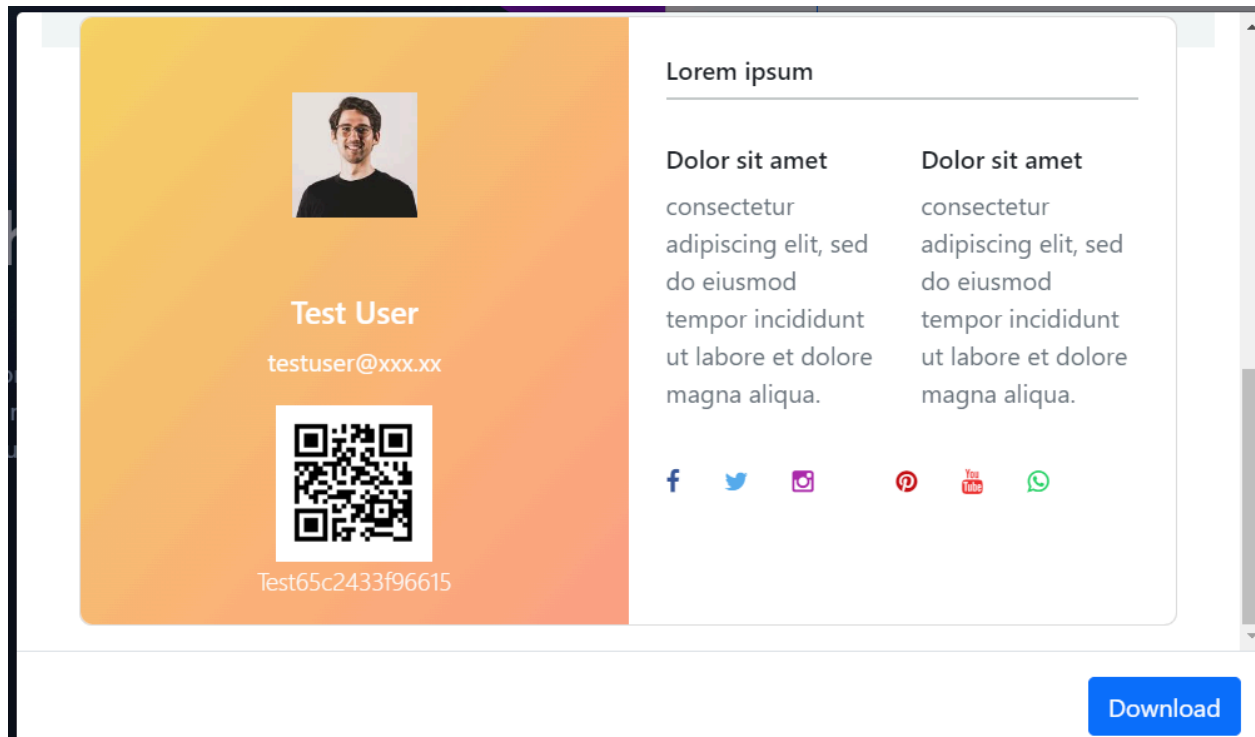 Lorem ipsum
Dolor sit amet
consectetur
adipiscing elit, sed
do eiusmod
tempor incididunt
ut labore et dolore
magna aliqua.
Dolor sit amet
consectetur
adipiscing elit, sed
do eiusmod
tempor incididunt
ut labore et dolore
magna aliqua.
Test User
testuser@xxx.xx
Test65c2433f96615
You
Tube
Download